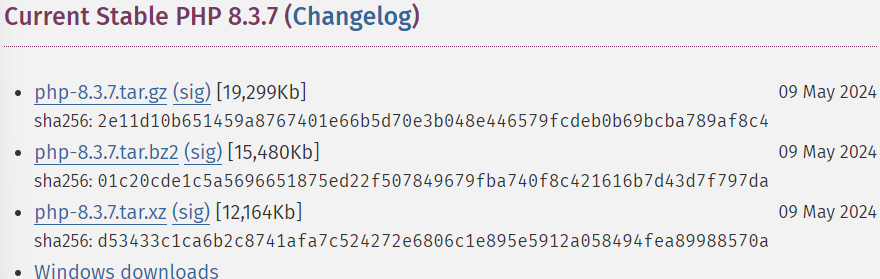 Current Stable PHP 8.3.7 (Changelog)
php-8.3.7.tar.gz (sig) [19,299Kb] 09 May 2024
sha256: 2e11d10b651459a8767401e66b5d70e3b048e446579fcdeb0b69bcba789af8c4
php-8.3.7.tar.bz2 (sig) [15,480Kb] 09 May 2024
sha256: 01c20cde1c5a5696651875ed22f507849679fba740f8c421616b7d43d7f797da
php-8.3.7.tar.xz (sig) [12,164Kb] 09 May 2024
sha256: d53433c1ca6b2c8741afa7c524272e6806c1e895e5912a058494fea89988570a
Windows downloads